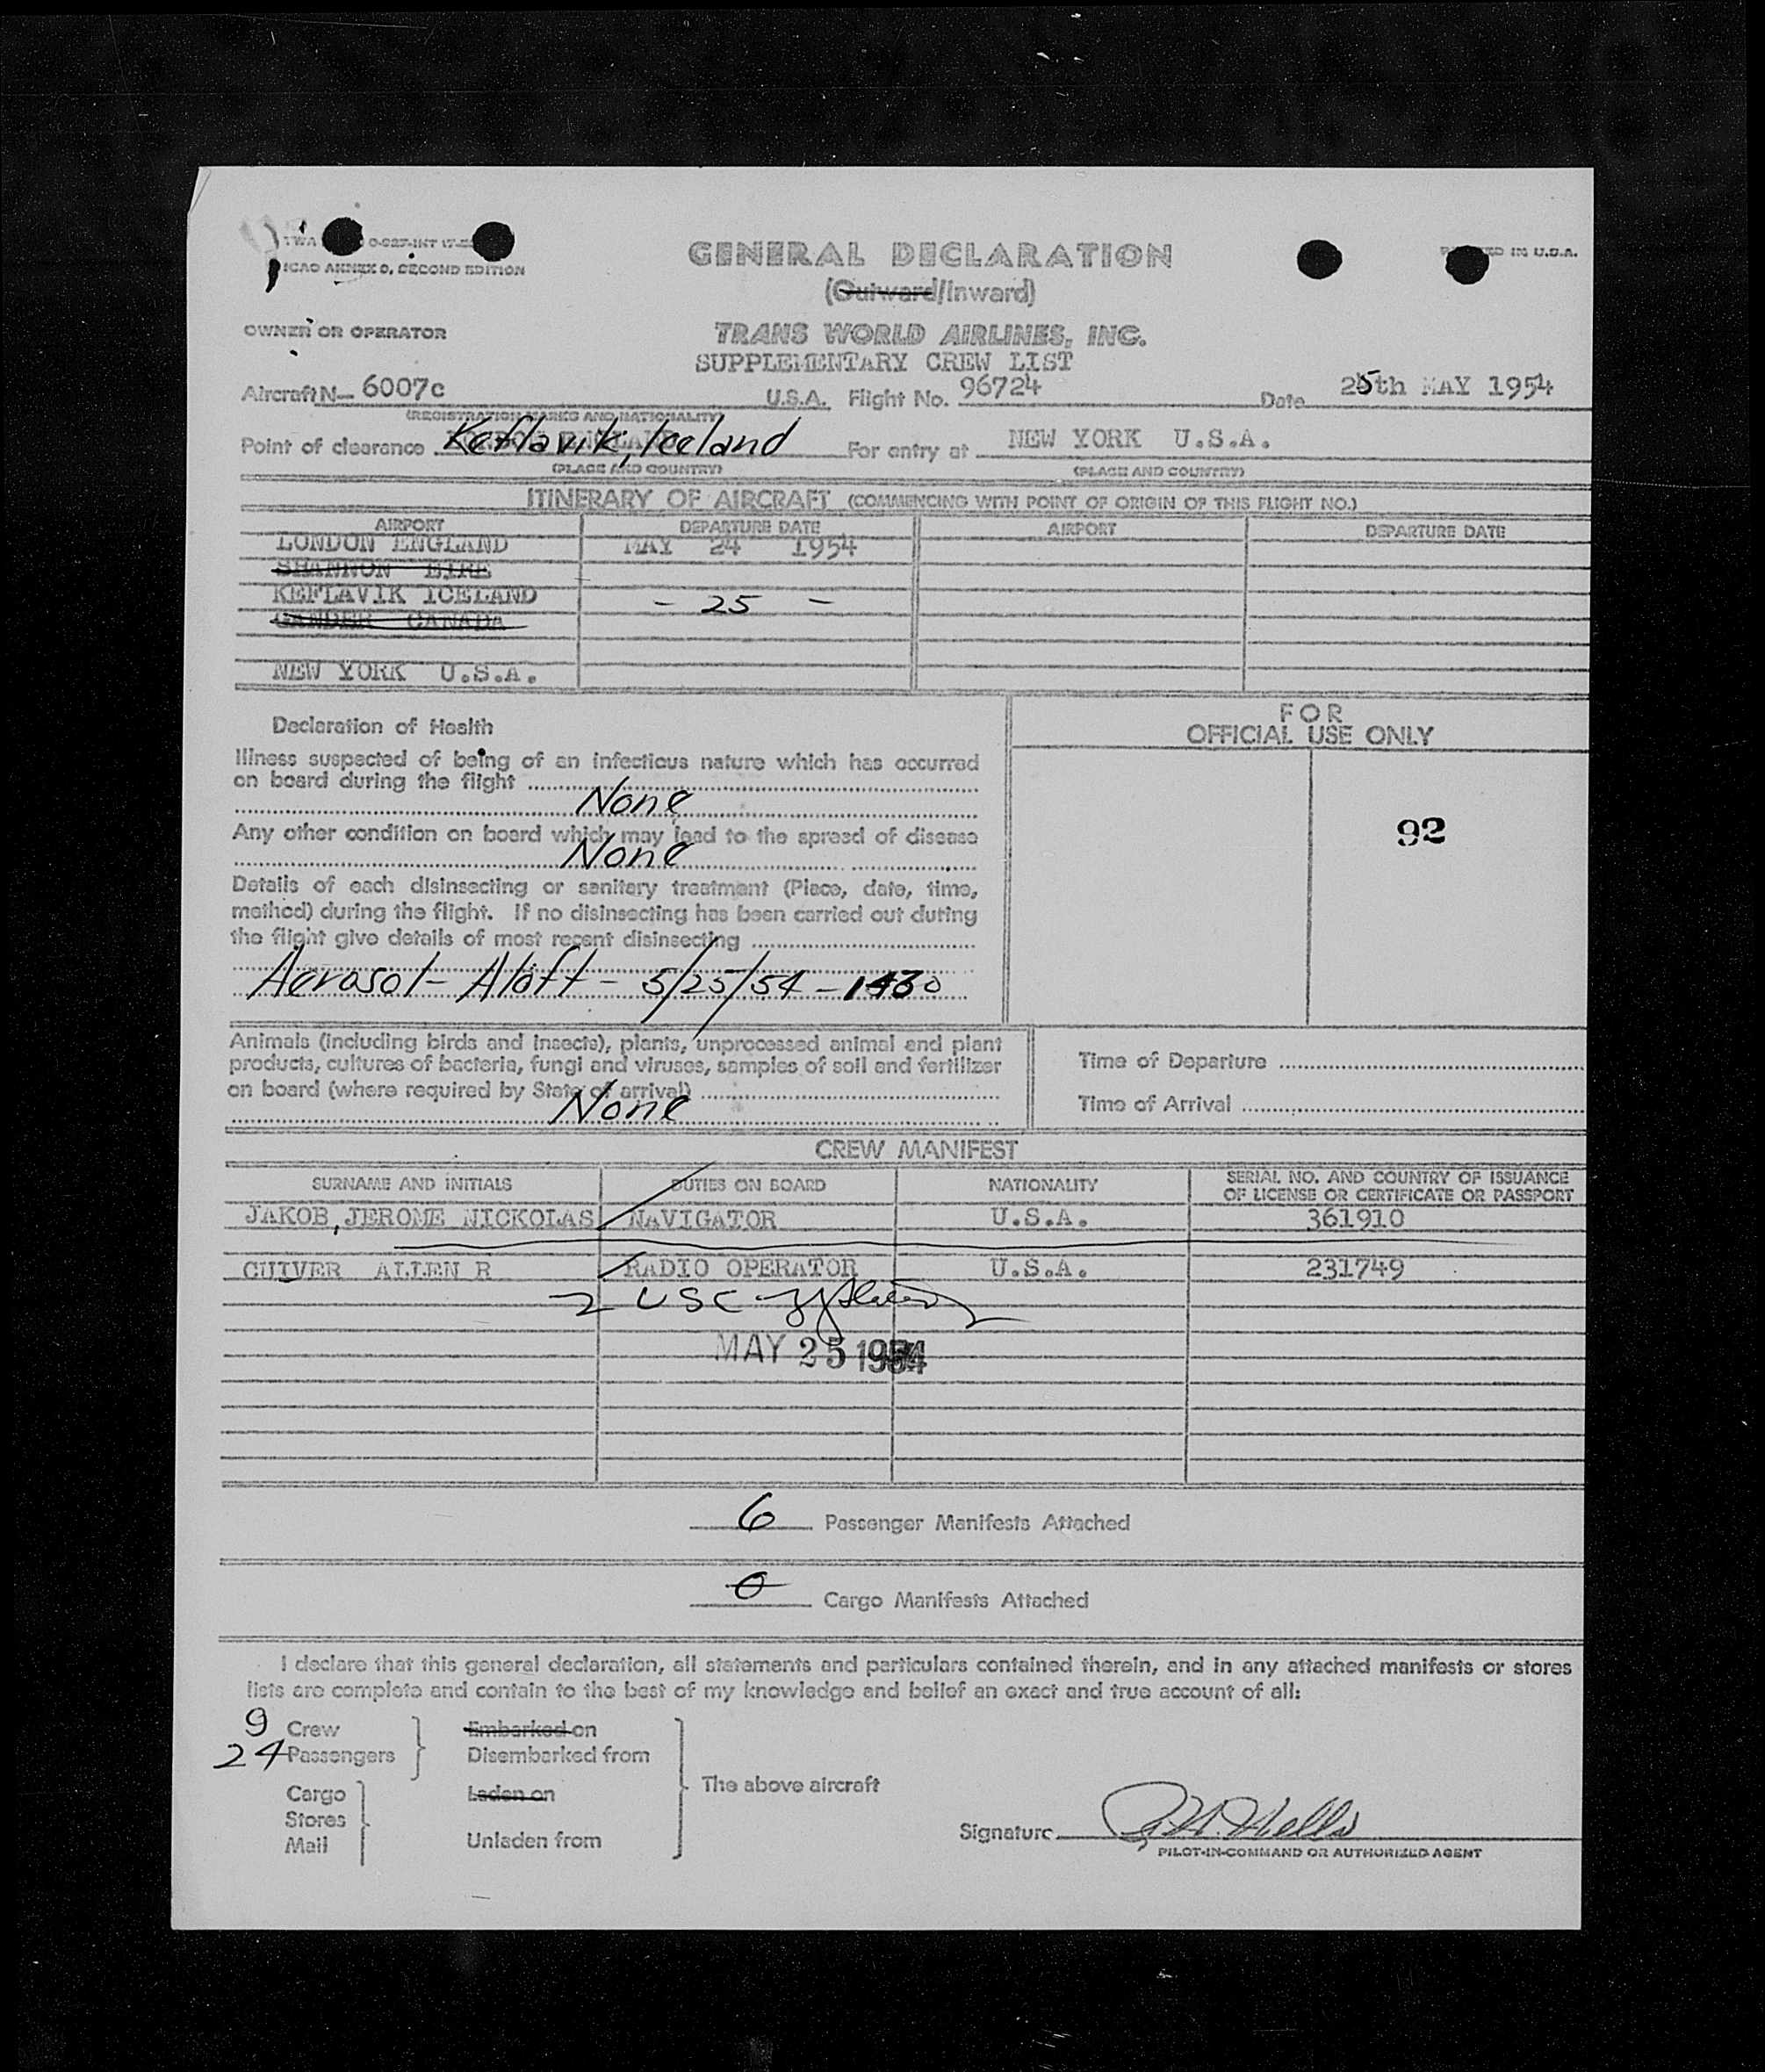 TWA
ICAO ANNEX 9, SECOND EDITION
GENERAL DECLARATION
IN U.S.A.
(Outward/Inward)
OWNER OR OPERATOR
TRANS WORLD AIRLINES, INC.
SUPPLEMENTARY CREW LIST
Aircraft N- 6007c U.S.A. Flight No. 96724 Date 25th MAY 1954
(REGISTRATION MARKS AND NATIONALITY)
Point of clearance Keflavik, Iceland For entry at NEW YORK U.S.A.
(PLACE AND COUNTRY) (PLACE AND COUNTRY)
ITINERARY OF AIRCRAFT (COMMENCING WITH POINT OF ORIGIN OF THIS FLIGHT NO.)
AIRPORT DEPARTURE DATE AIRPORT DEPARTURE DATE
LONDON ENGLAND MAY 24 1954
SHANNON EIRE
KEFLAVIK ICELAND - 25 -
GANDER CANADA
NEW YORK U.S.A.
Declaration of Health
Illness suspected of being of an infectious nature which has occurred
on board during the flight
None
Any other condition on board which may lead to the spread of disease
None
Details of each disinsecting or sanitary treatment (Place, date, time,
method) during the flight. If no disinsecting has been carried out during
the flight give details of most recent disinsecting
Aerosol - Aloft - 5/25/54 - 1430
FOR
OFFICIAL USE ONLY
92
Animals (including birds and insects), plants, unprocessed animal and plant
products, cultures of bacteria, fungi and viruses, samples of soil and fertilizer
on board (where required by State of arrival)
None
Time of Departure
Time of Arrival
CREW MANIFEST
SURNAME AND INITIALS DUTIES ON BOARD NATIONALITY SERIAL NO. AND COUNTRY OF ISSUANCE
OF LICENSE OR CERTIFICATE OR PASSPORT
JAKOB, JEROME NICKOLAS NAVIGATOR U.S.A. 361910
CULVER ALLEN R RADIO OPERATOR U.S.A. 231749
2 USC
MAY 25 1954
6 Passenger Manifests Attached
0 Cargo Manifests Attached
I declare that this general declaration, all statements and particulars contained therein, and in any attached manifests or stores
lists are complete and contain to the best of my knowledge and belief an exact and true account of all:
9 Crew Embarked on
24 Passengers Disembarked from
The above aircraft
Cargo Laden on
Stores
Mail Unladen from
Signature
PILOT-IN-COMMAND OR AUTHORIZED AGENT